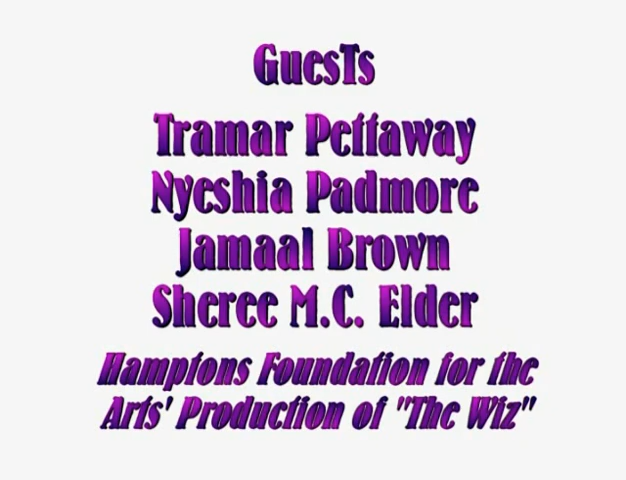 GuesTs
Tramar Pettaway
Nyeshia Padmore
Jamaal Brown
Sheree M.C. Elder
Hamptons Foundation for the
Arts' Production of "The Wiz"